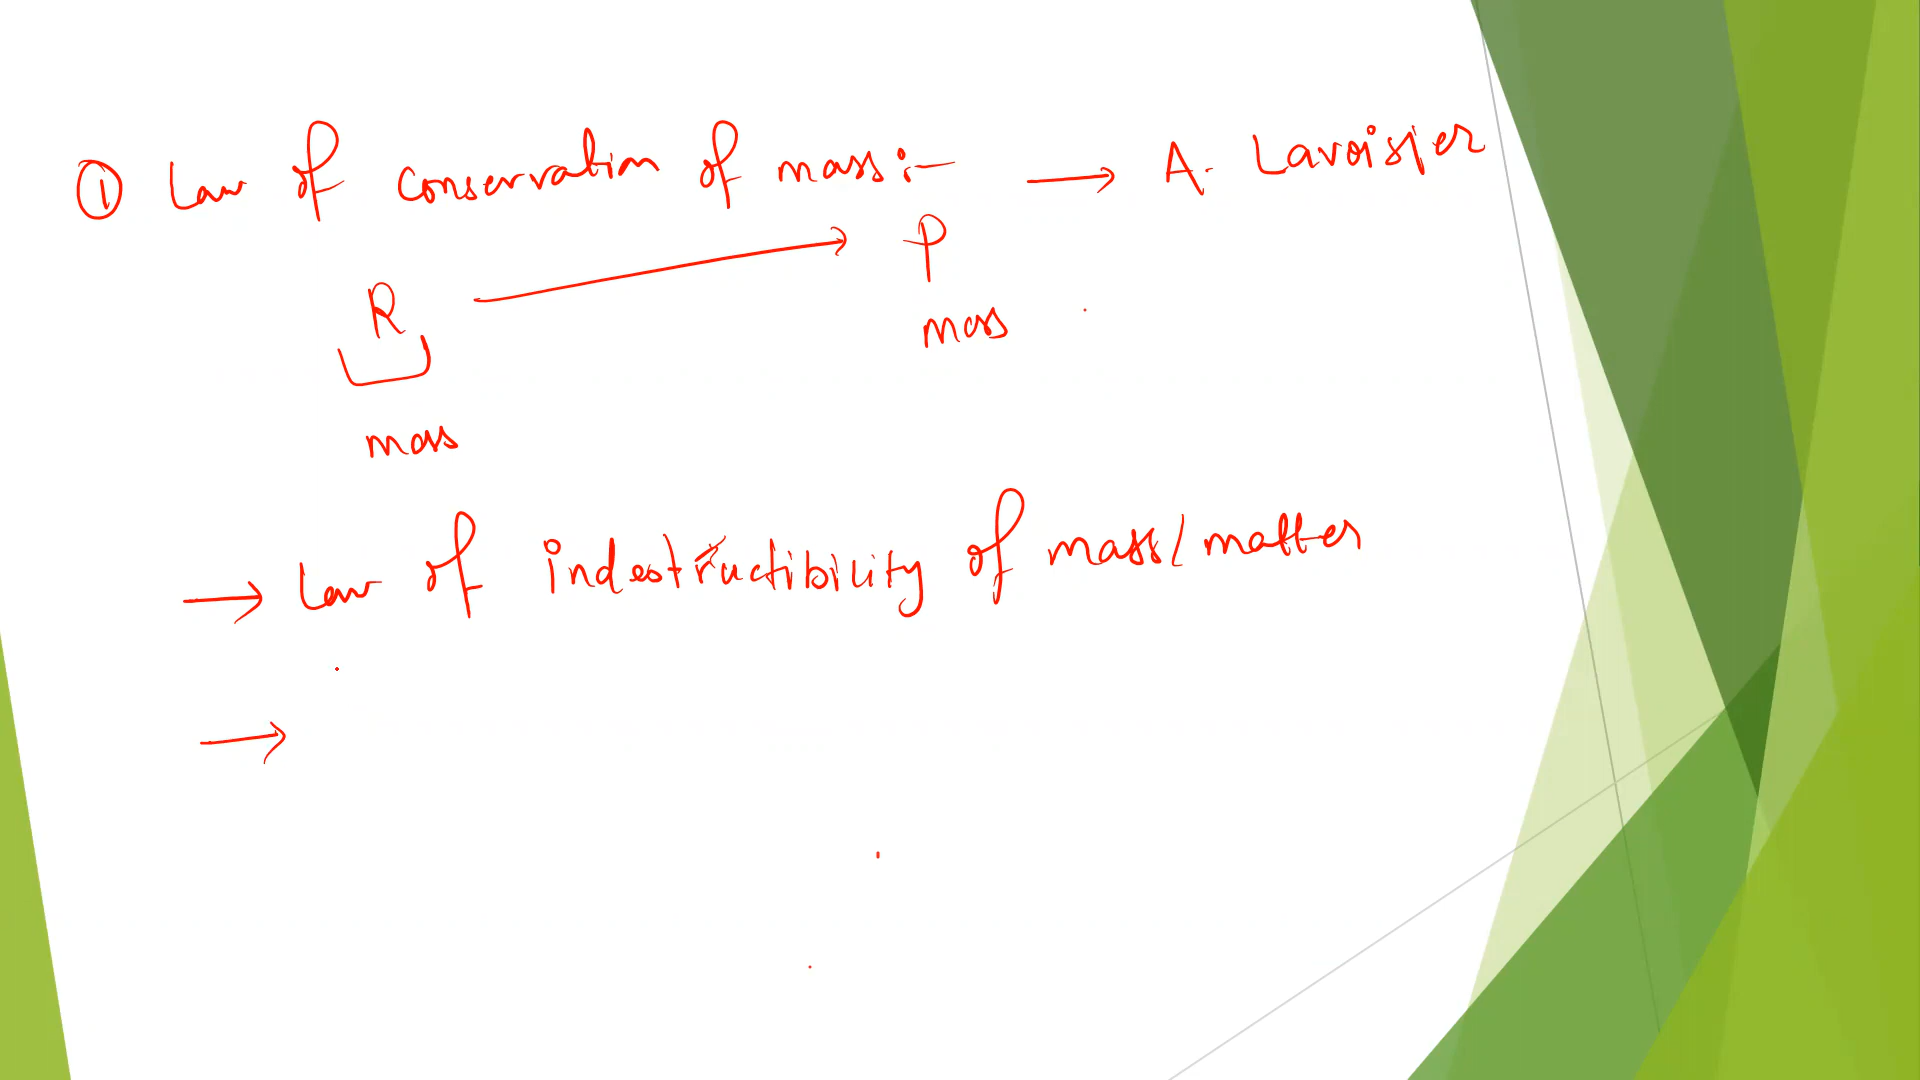 ① Law of conservation of mass:- → A. Lavoisier
R → P
mass
mass
→ Law of indestructibility of mass/matter
→